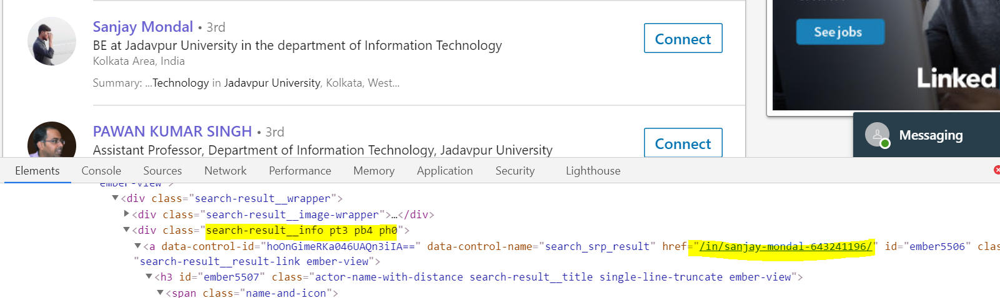 Sanjay Mondal • 3rd
BE at Jadavpur University in the department of Information Technology
Kolkata Area, India
Summary: ...Technology in Jadavpur University, Kolkata, West...
Connect
See jobs
Linked
PAWAN KUMAR SINGH • 3rd
Assistant Professor, Department of Information Technology, Jadavpur University
Connect
Messaging
Elements Console Sources Network Performance Memory Application Security Lighthouse
ember-view">
<div class="search-result__wrapper">
<div class="search-result__image-wrapper">…</div>
<div class="search-result__info pt3 pb4 ph0">
<a data-control-id="hoOnGimeRKa046UAQn3iIA==" data-control-name="search_srp_result" href="/in/sanjay-mondal-643241196/" id="ember5506" clas
"search-result__result-link ember-view">
<h3 id="ember5507" class="actor-name-with-distance search-result__title single-line-truncate ember-view">
<span class="name-and-icon">